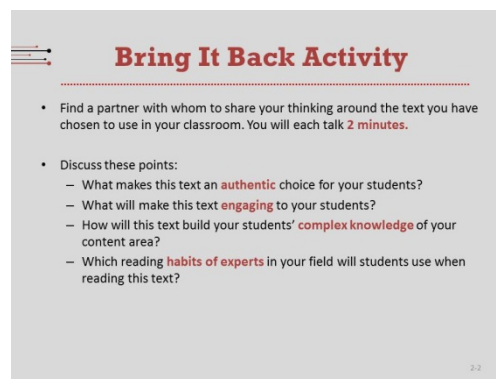 Bring It Back Activity
• Find a partner with whom to share your thinking around the text you have
chosen to use in your classroom. You will each talk 2 minutes.
• Discuss these points:
– What makes this text an authentic choice for your students?
– What will make this text engaging to your students?
– How will this text build your students' complex knowledge of your
content area?
– Which reading habits of experts in your field will students use when
reading this text?
2-2